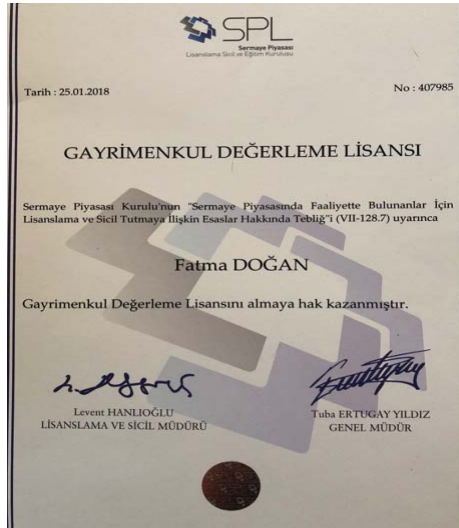 SPL
Sermaye Piyasası
Lisanslama Sicil ve Eğitim Kuruluşu
Tarih : 25.01.2018
No : 407985
GAYRİMENKUL DEĞERLEME LİSANSI
Sermaye Piyasası Kurulu'nun "Sermaye Piyasasında Faaliyette Bulunanlar İçin
Lisanslama ve Sicil Tutmaya İlişkin Esaslar Hakkında Tebliğ"i (VII-128.7) uyarınca
Fatma DOĞAN
Gayrimenkul Değerleme Lisansını almaya hak kazanmıştır.
Levent HANLIOĞLU
LİSANSLAMA VE SİCİL MÜDÜRÜ
Tuba ERTUGAY YILDIZ
GENEL MÜDÜR